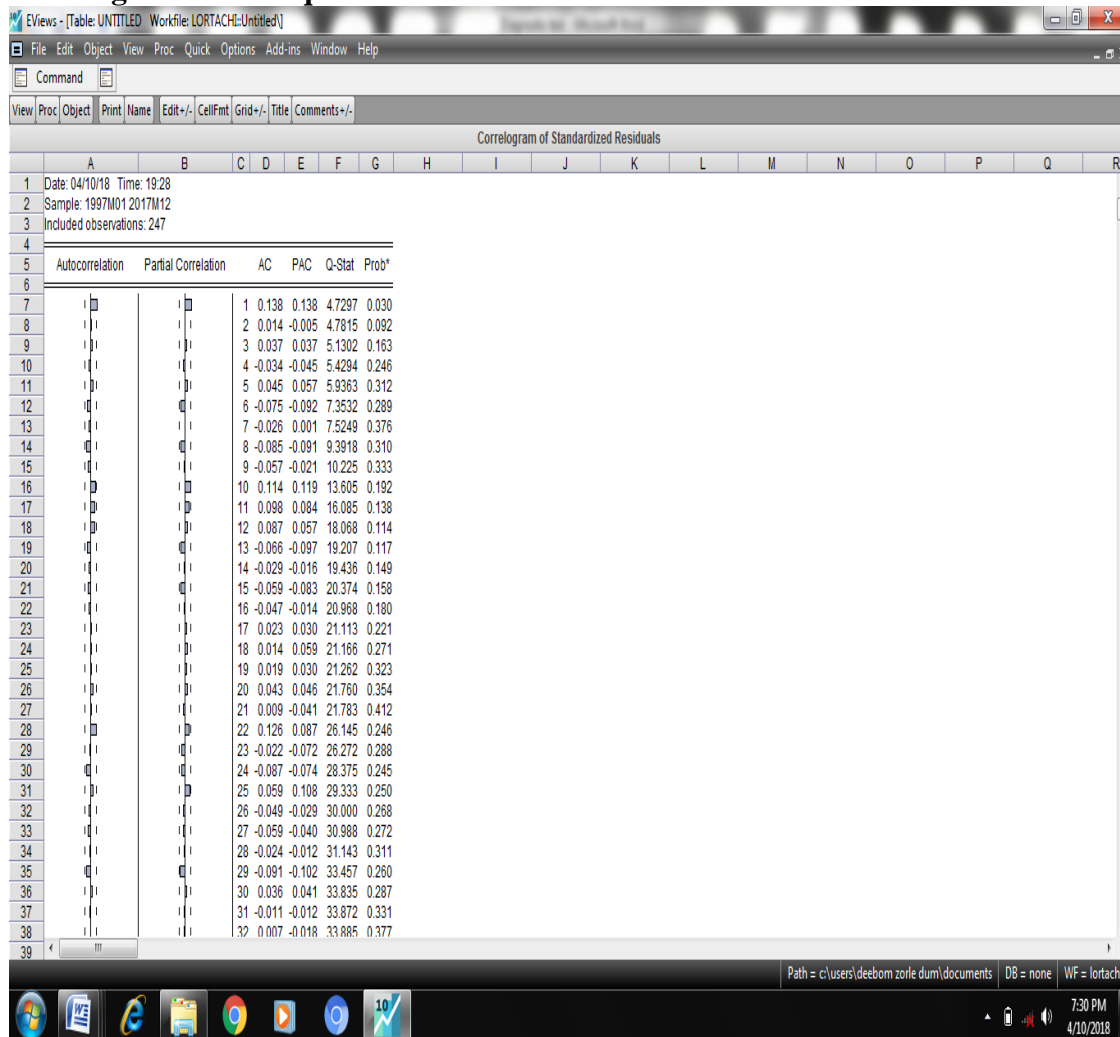 EViews - [Table: UNTITLED Workfile: LORTACHI::Untitled\]
File Edit Object View Proc Quick Options Add-ins Window Help
Command
View Proc Object Print Name Edit+/- CellFmt Grid+/- Title Comments+/-
Correlogram of Standardized Residuals
A B C D E F G H I J K L M N O P Q R
1 Date: 04/10/18 Time: 19:28
2 Sample: 1997M01 2017M12
3 Included observations: 247
4
5 Autocorrelation Partial Correlation AC PAC Q-Stat Prob*
6
7 1 0.138 0.138 4.7297 0.030
8 2 0.014 -0.005 4.7815 0.092
9 3 0.037 0.037 5.1302 0.163
10 4 -0.034 -0.045 5.4294 0.246
11 5 0.045 0.057 5.9363 0.312
12 6 -0.075 -0.092 7.3532 0.289
13 7 -0.026 0.001 7.5249 0.376
14 8 -0.085 -0.091 9.3918 0.310
15 9 -0.057 -0.021 10.225 0.333
16 10 0.114 0.119 13.605 0.192
17 11 0.098 0.084 16.085 0.138
18 12 0.087 0.057 18.068 0.114
19 13 -0.066 -0.097 19.207 0.117
20 14 -0.029 -0.016 19.436 0.149
21 15 -0.059 -0.083 20.374 0.158
22 16 -0.047 -0.014 20.968 0.180
23 17 0.023 0.030 21.113 0.221
24 18 0.014 0.059 21.166 0.271
25 19 0.019 0.030 21.262 0.323
26 20 0.043 0.046 21.760 0.354
27 21 0.009 -0.041 21.783 0.412
28 22 0.126 0.087 26.145 0.246
29 23 -0.022 -0.072 26.272 0.288
30 24 -0.087 -0.074 28.375 0.245
31 25 0.059 0.108 29.333 0.250
32 26 -0.049 -0.029 30.000 0.268
33 27 -0.059 -0.040 30.988 0.272
34 28 -0.024 -0.012 31.143 0.311
35 29 -0.091 -0.102 33.457 0.260
36 30 0.036 0.041 33.835 0.287
37 31 -0.011 -0.012 33.872 0.331
38 32 0.007 -0.018 33.885 0.377
39
Path = c:\users\deebom zorle dum\documents DB = none WF = lortach
10
7:30 PM
4/10/2018